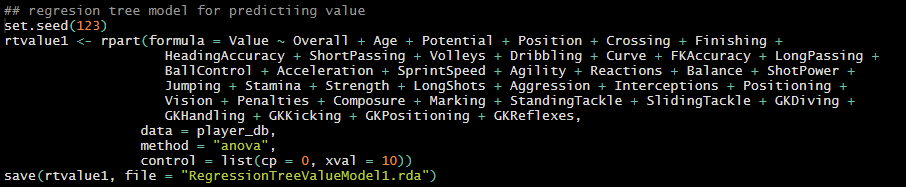 ## regresion tree model for predictiing value
set.seed(123)
rtvalue1 <- rpart(formula = Value ~ Overall + Age + Potential + Position + Crossing + Finishing +
HeadingAccuracy + ShortPassing + Volleys + Dribbling + Curve + FKAccuracy + LongPassing +
BallControl + Acceleration + SprintSpeed + Agility + Reactions + Balance + ShotPower +
Jumping + Stamina + Strength + LongShots + Aggression + Interceptions + Positioning +
Vision + Penalties + Composure + Marking + StandingTackle + SlidingTackle + GKDiving +
GKHandling + GKKicking + GKPositioning + GKReflexes,
data = player_db,
method = "anova",
control = list(cp = 0, xval = 10))
save(rtvalue1, file = "RegressionTreeValueModel1.rda")